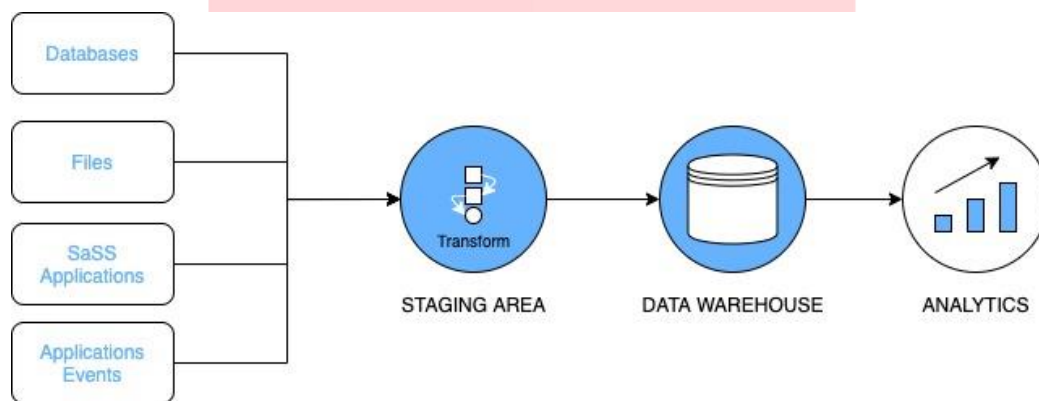 Databases
Files
SaSS
Applications
Applications
Events
Transform
STAGING AREA
DATA WAREHOUSE
ANALYTICS